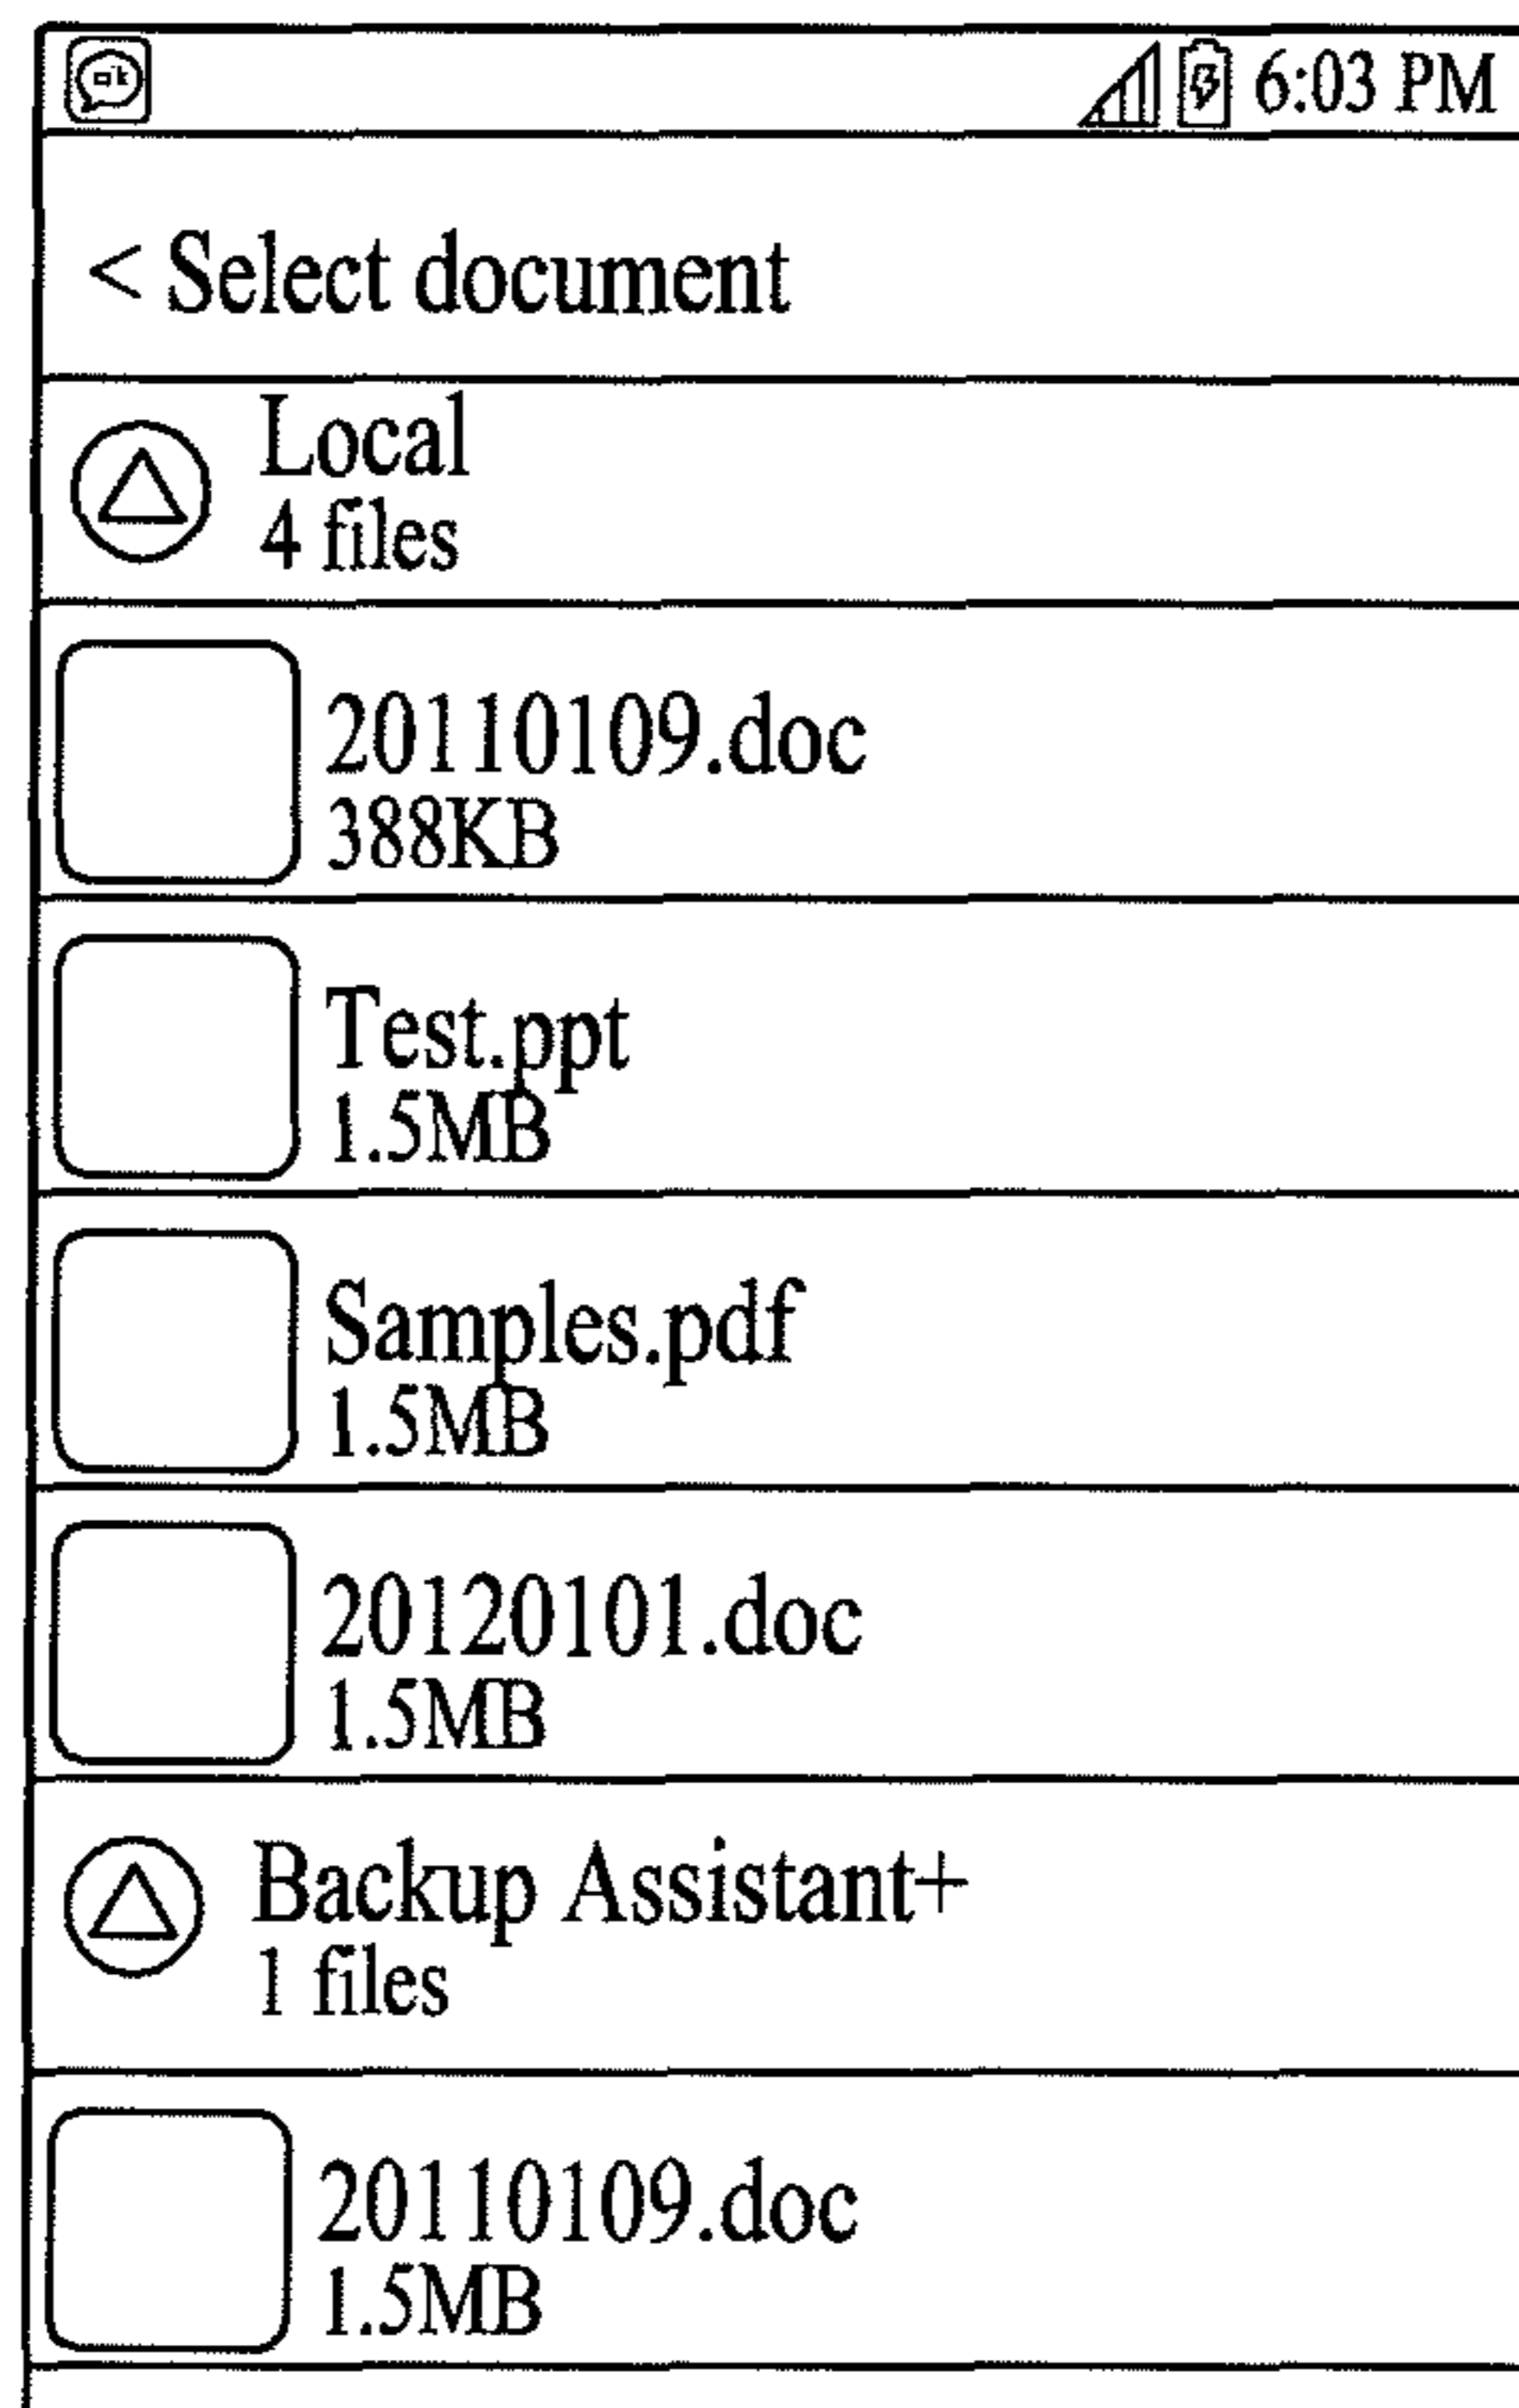 6:03 PM
< Select document
Local
4 files
20110109.doc
388KB
Test.ppt
1.5MB
Samples.pdf
1.5MB
20120101.doc
1.5MB
Backup Assistant+
1 files
20110109.doc
1.5MB